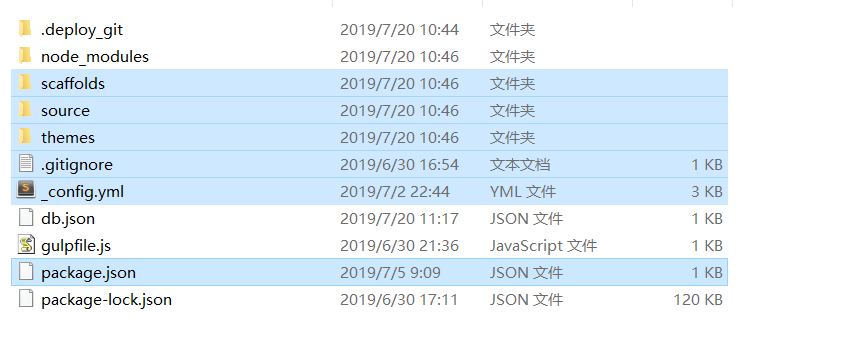 .deploy_git 2019/7/20 10:44 文件夹
node_modules 2019/7/20 10:46 文件夹
scaffolds 2019/7/20 10:46 文件夹
source 2019/7/20 10:46 文件夹
themes 2019/7/20 10:46 文件夹
.gitignore 2019/6/30 16:54 文本文档 1 KB
_config.yml 2019/7/2 22:44 YML 文件 3 KB
db.json 2019/7/20 11:17 JSON 文件 1 KB
gulpfile.js 2019/6/30 21:36 JavaScript 文件 1 KB
package.json 2019/7/5 9:09 JSON 文件 1 KB
package-lock.json 2019/6/30 17:11 JSON 文件 120 KB